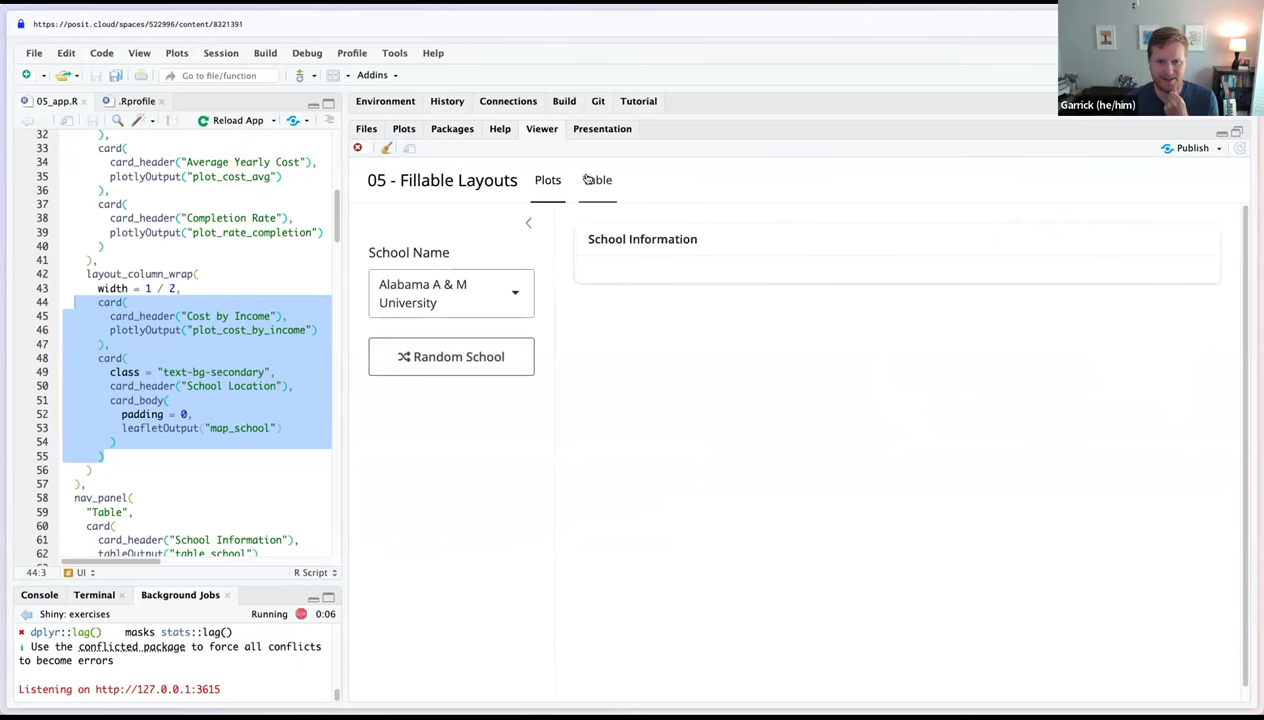 https://posit.cloud/spaces/522996/content/8321391
File Edit Code View Plots Session Build Debug Profile Tools Help
Go to file/function Addins
05_app.R .Rprofile
Reload App
32 ),
33 card(
34 card_header("Average Yearly Cost"),
35 plotlyOutput("plot_cost_avg")
36 ),
37 card(
38 card_header("Completion Rate"),
39 plotlyOutput("plot_rate_completion")
40 )
41 ),
42 layout_column_wrap(
43 width = 1 / 2,
44 card(
45 card_header("Cost by Income"),
46 plotlyOutput("plot_cost_by_income")
47 ),
48 card(
49 class = "text-bg-secondary",
50 card_header("School Location"),
51 card_body(
52 padding = 0,
53 leafletOutput("map_school")
54 )
55 )
56 )
57 ),
58 nav_panel(
59 "Table",
60 card(
61 card_header("School Information"),
62 tableOutput("table_school")
44:3 UI R Script
Console Terminal Background Jobs
Shiny: exercises Running 0:06
✖ dplyr::lag() masks stats::lag()
ℹ Use the conflicted package to force all conflicts
to become errors
Listening on http://127.0.0.1:3615
Environment History Connections Build Git Tutorial
Files Plots Packages Help Viewer Presentation
Publish
05 - Fillable Layouts Plots Table
School Name
Alabama A & M
University
Random School
School Information
Garrick (he/him)